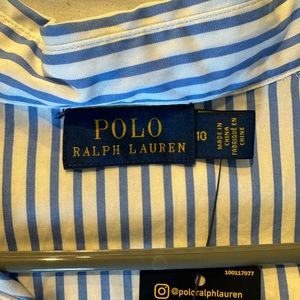 POLO
RALPH LAUREN
10
MADE IN
CHINA
FABRIQUÉ EN
CHINE
100117077
@poloralphlauren